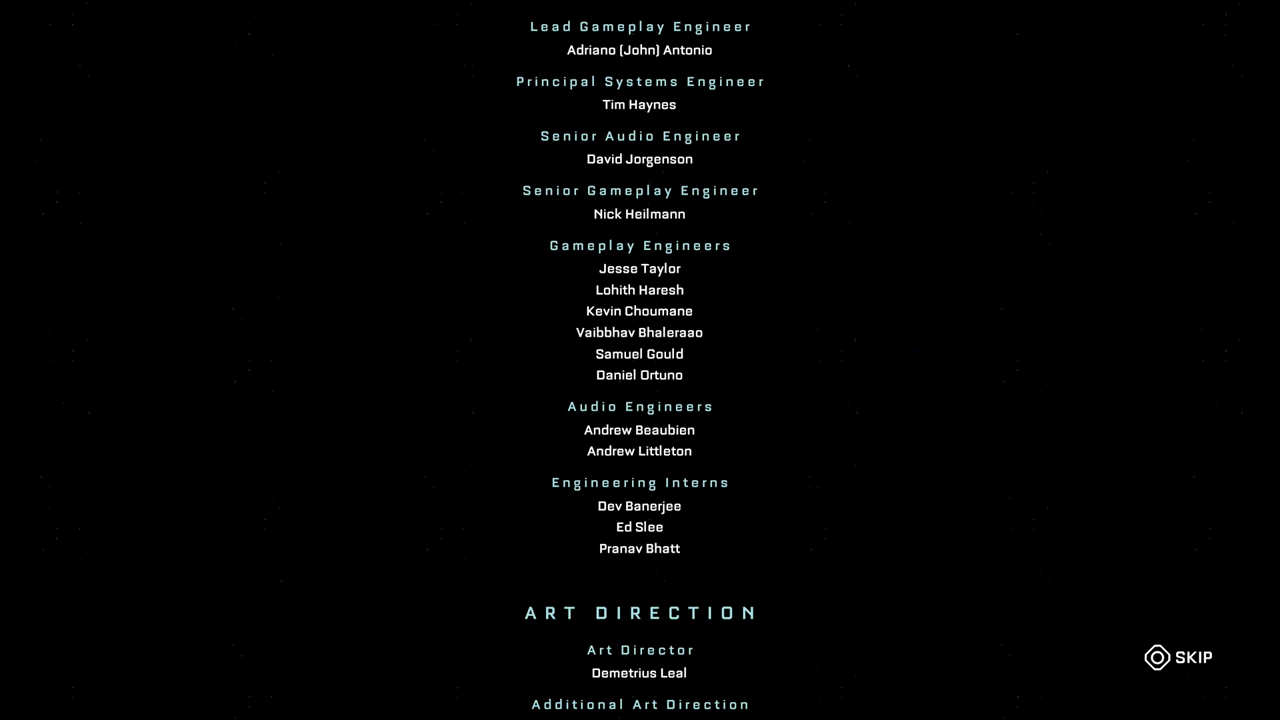 Lead Gameplay Engineer
Adriano (John) Antonio
Principal Systems Engineer
Tim Haynes
Senior Audio Engineer
David Jorgenson
Senior Gameplay Engineer
Nick Heilmann
Gameplay Engineers
Jesse Taylor
Lohith Haresh
Kevin Choumane
Vaibbhav Bhaleraao
Samuel Gould
Daniel Ortuno
Audio Engineers
Andrew Beaubien
Andrew Littleton
Engineering Interns
Dev Banerjee
Ed Slee
Pranav Bhatt
ART DIRECTION
Art Director
Demetrius Leal
SKIP
Additional Art Direction